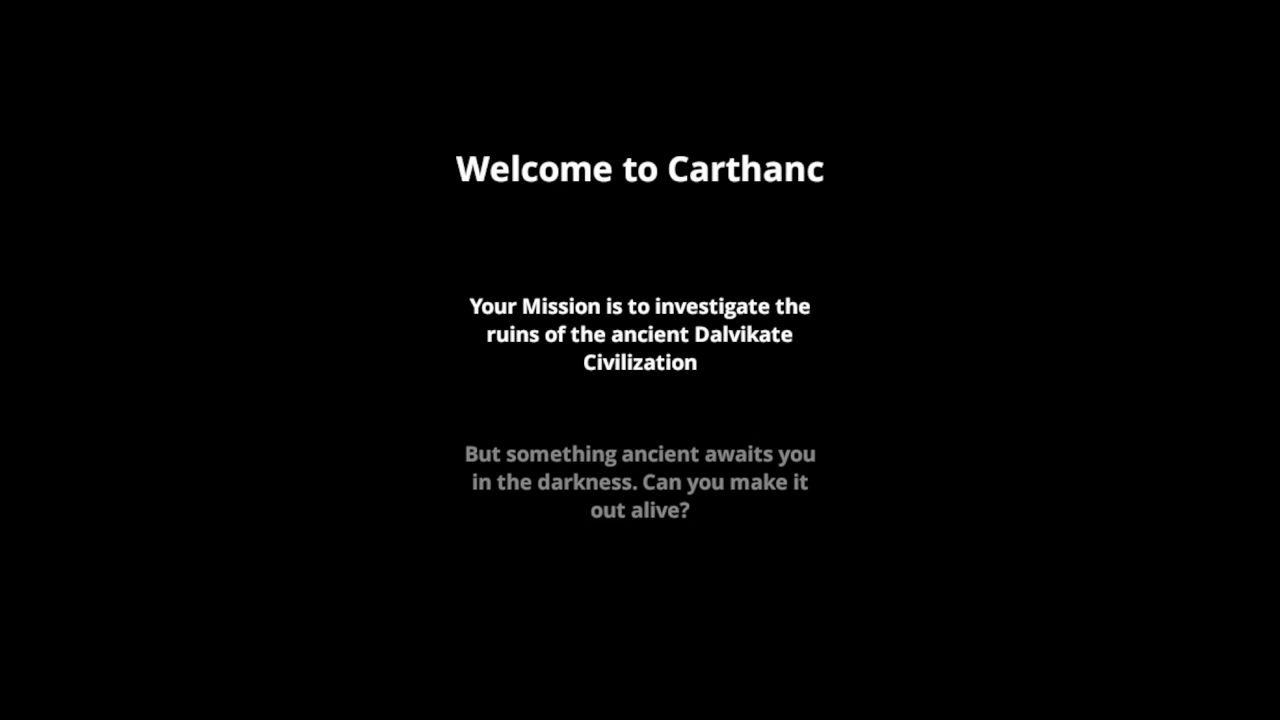 Welcome to Carthanc
Your Mission is to investigate the
ruins of the ancient Dalvikate
Civilization
But something ancient awaits you
in the darkness. Can you make it
out alive?